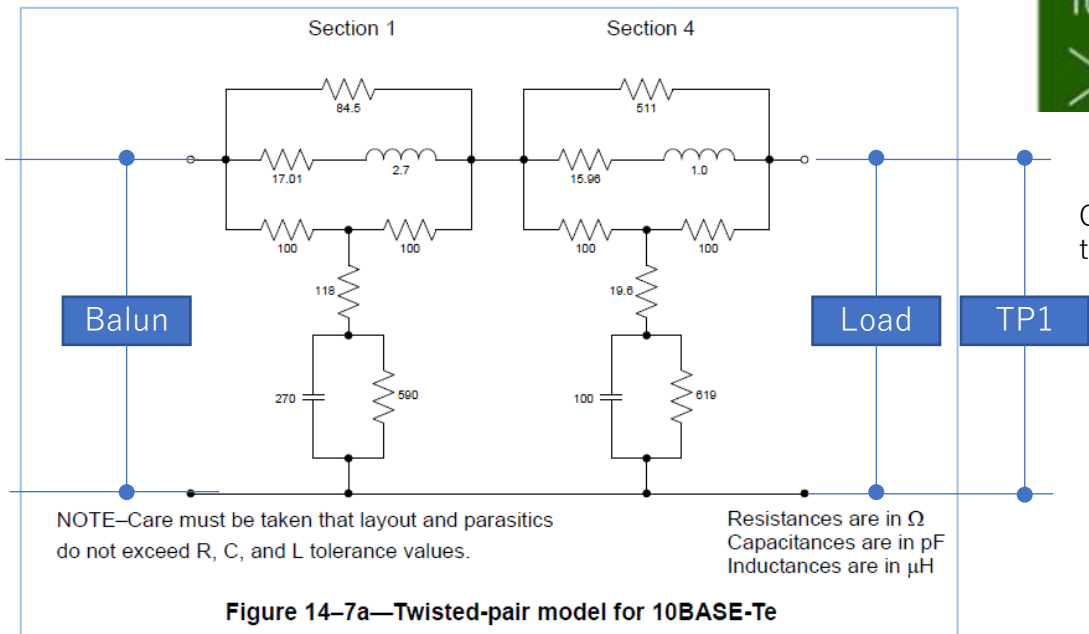 Section 1
Section 4
84.5
511
17.01
2.7
15.96
1.0
100
100
100
100
118
19.6
Balun
Load
TP1
270
590
100
619
NOTE–Care must be taken that layout and parasitics
do not exceed R, C, and L tolerance values.
Resistances are in Ω
Capacitances are in pF
Inductances are in μH
Figure 14–7a—Twisted-pair model for 10BASE-Te